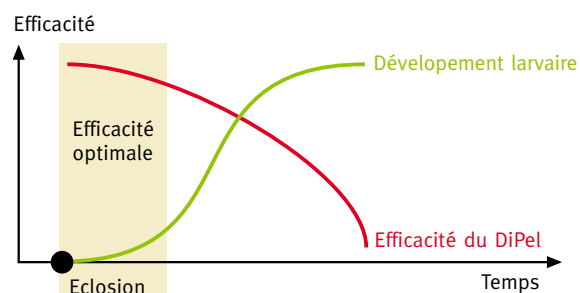 Efficacité
Dévelopement larvaire
Efficacité
optimale
Efficacité du DiPel
Eclosion
Temps